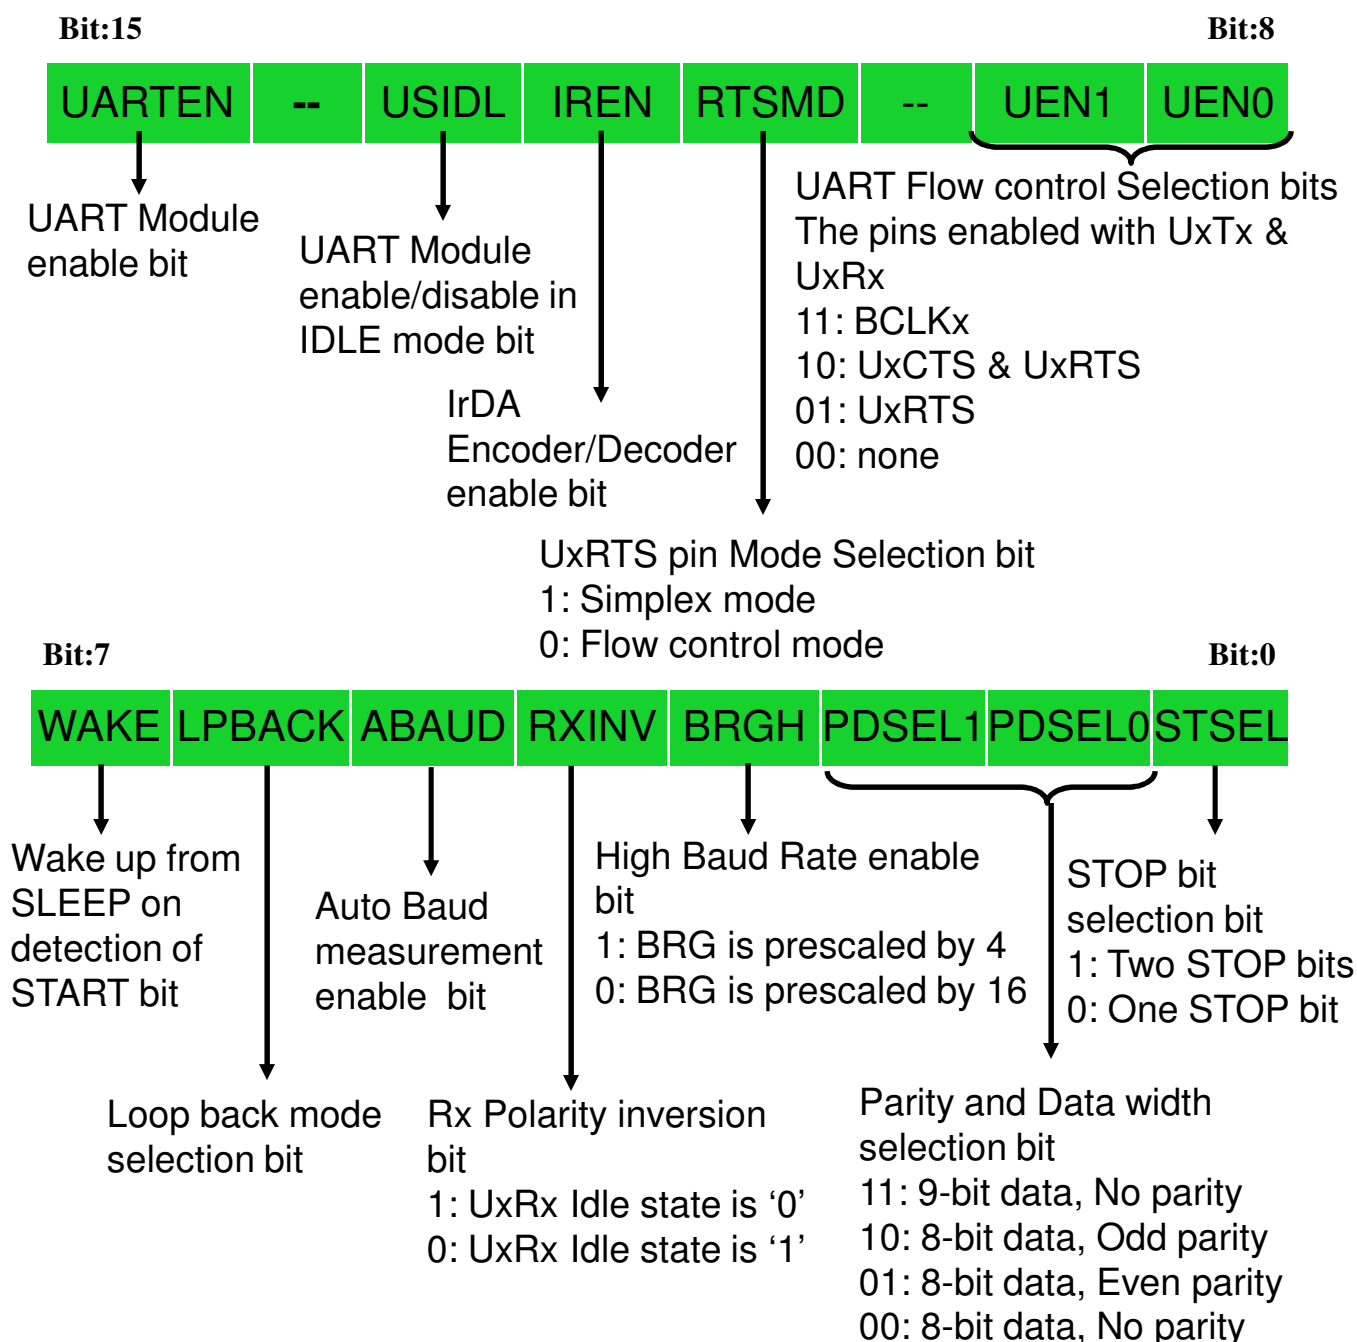 Bit:15 Bit:8
UARTEN -- USIDL IREN RTSMD -- UEN1 UEN0
UART Module
enable bit
UART Module
enable/disable in
IDLE mode bit
IrDA
Encoder/Decoder
enable bit
UxRTS pin Mode Selection bit
1: Simplex mode
0: Flow control mode
UART Flow control Selection bits
The pins enabled with UxTx &
UxRx
11: BCLKx
10: UxCTS & UxRTS
01: UxRTS
00: none
Bit:7 Bit:0
WAKE LPBACK ABAUD RXINV BRGH PDSEL1 PDSEL0 STSEL
Wake up from
SLEEP on
detection of
START bit
Loop back mode
selection bit
Auto Baud
measurement
enable bit
Rx Polarity inversion
bit
1: UxRx Idle state is ‘0’
0: UxRx Idle state is ‘1’
High Baud Rate enable
bit
1: BRG is prescaled by 4
0: BRG is prescaled by 16
Parity and Data width
selection bit
11: 9-bit data, No parity
10: 8-bit data, Odd parity
01: 8-bit data, Even parity
00: 8-bit data, No parity
STOP bit
selection bit
1: Two STOP bits
0: One STOP bit